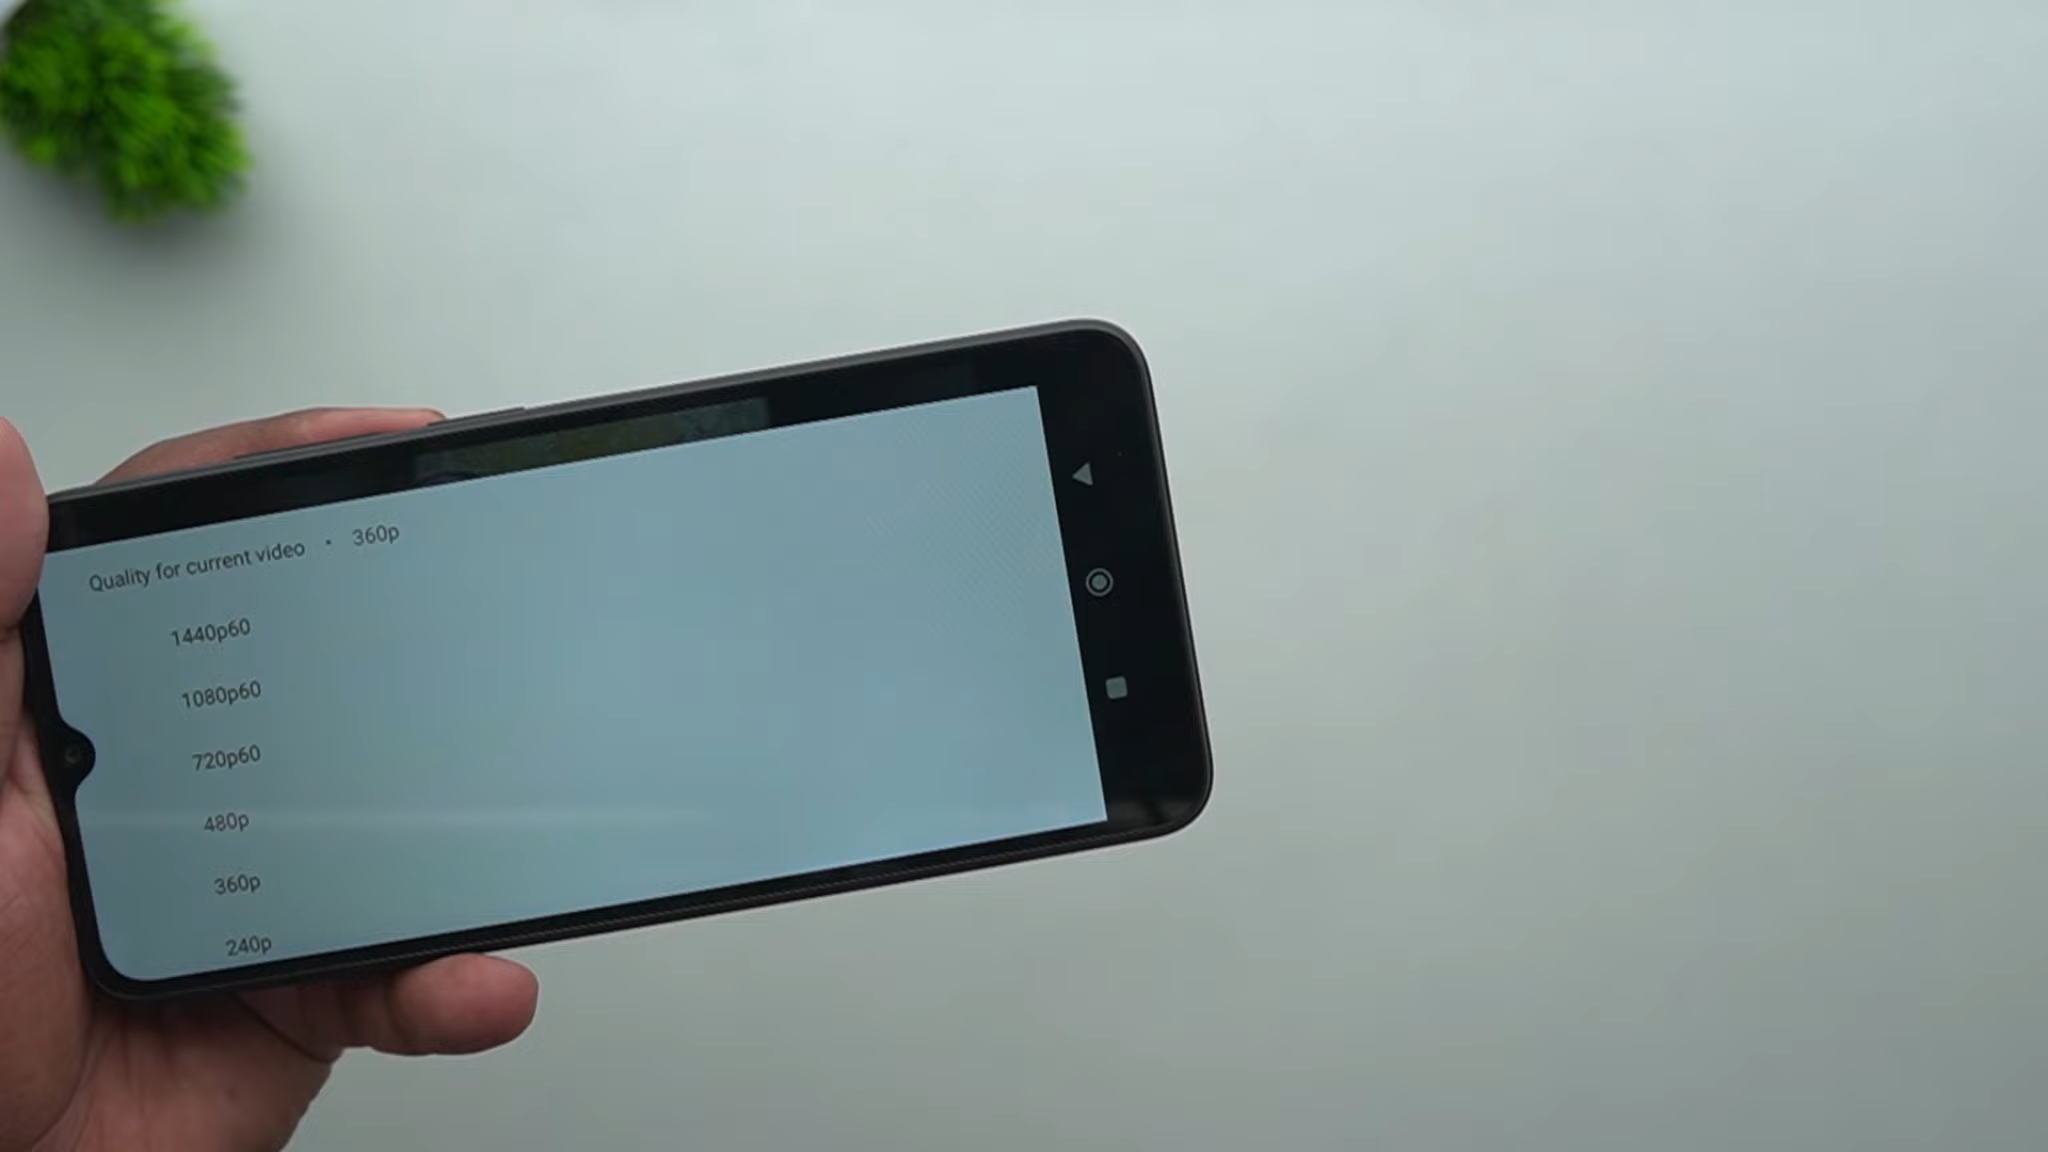 Quality for current video • 360p
1440p60
1080p60
720p60
480p
360p
240p